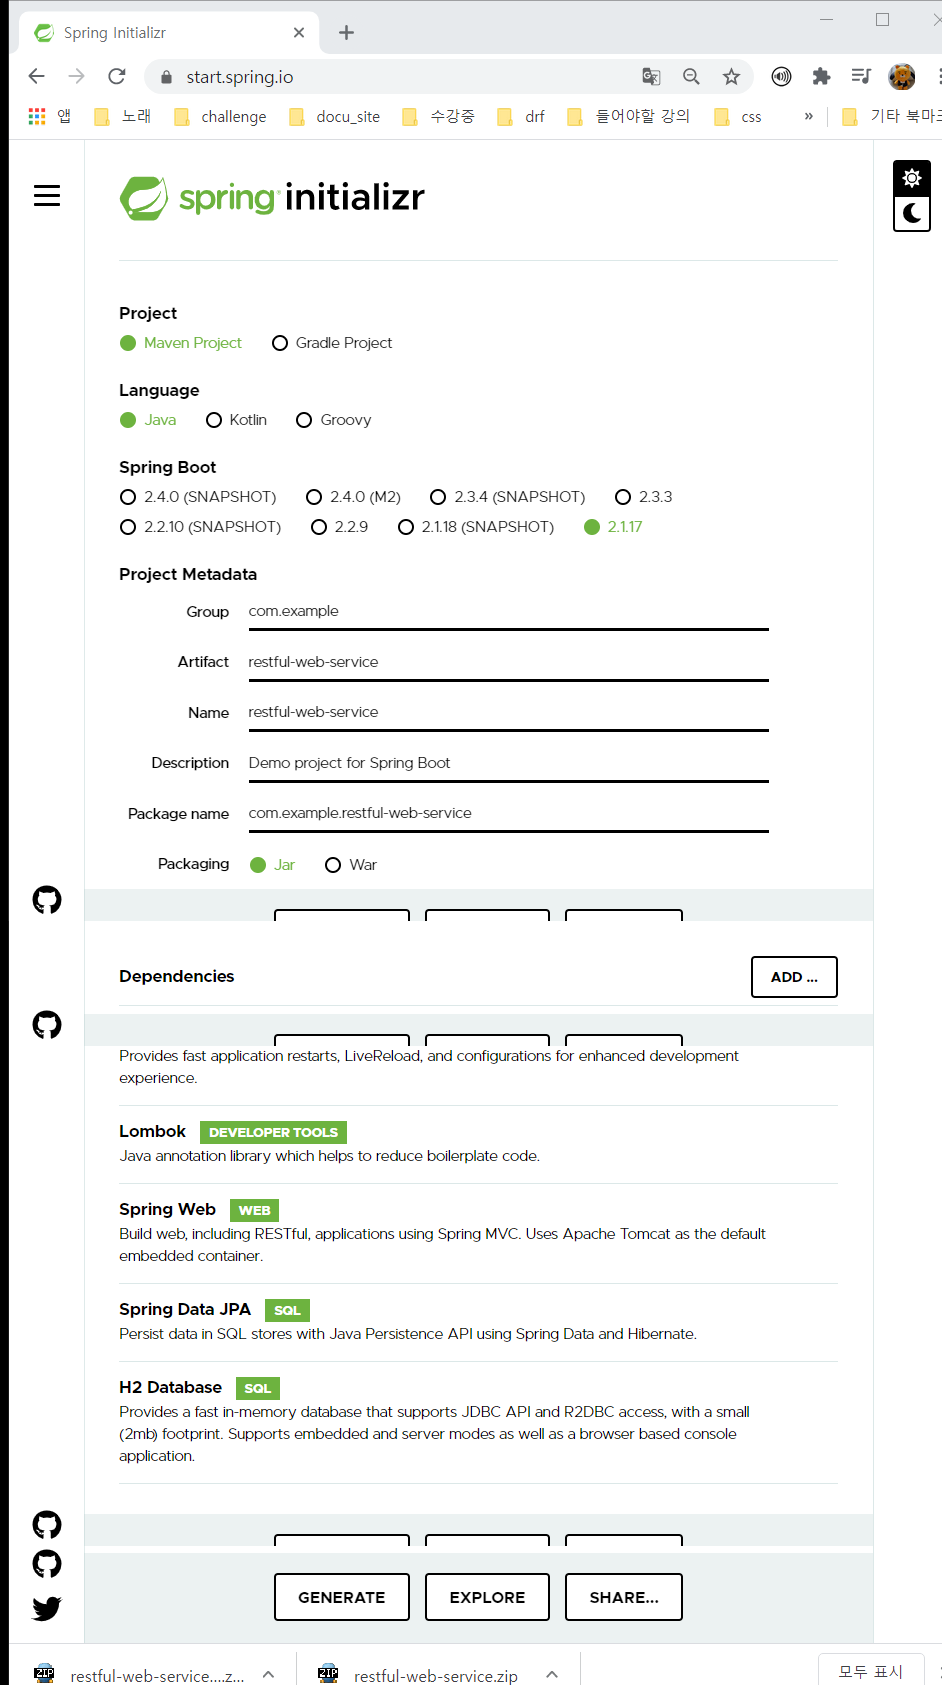 Spring Initializr
start.spring.io
앱 노래 challenge docu_site 수강중 drf 들어야할 강의 css » 기타 북마크
spring initializr
Project
Maven Project Gradle Project
Language
Java Kotlin Groovy
Spring Boot
2.4.0 (SNAPSHOT) 2.4.0 (M2) 2.3.4 (SNAPSHOT) 2.3.3
2.2.10 (SNAPSHOT) 2.2.9 2.1.18 (SNAPSHOT) 2.1.17
Project Metadata
Group com.example
Artifact restful-web-service
Name restful-web-service
Description Demo project for Spring Boot
Package name com.example.restful-web-service
Packaging Jar War
Dependencies ADD ...
Provides fast application restarts, LiveReload, and configurations for enhanced development
experience.
Lombok DEVELOPER TOOLS
Java annotation library which helps to reduce boilerplate code.
Spring Web WEB
Build web, including RESTful, applications using Spring MVC. Uses Apache Tomcat as the default
embedded container.
Spring Data JPA SQL
Persist data in SQL stores with Java Persistence API using Spring Data and Hibernate.
H2 Database SQL
Provides a fast in-memory database that supports JDBC API and R2DBC access, with a small
(2mb) footprint. Supports embedded and server modes as well as a browser based console
application.
GENERATE EXPLORE SHARE...
ZIP restful-web-service....z... ZIP restful-web-service.zip 모두 표시